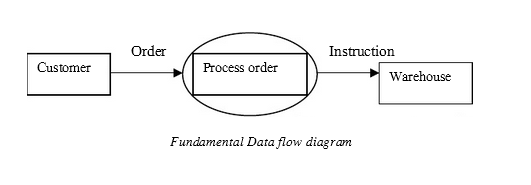 Order
Instruction
Customer
Process order
Warehouse
Fundamental Data flow diagram